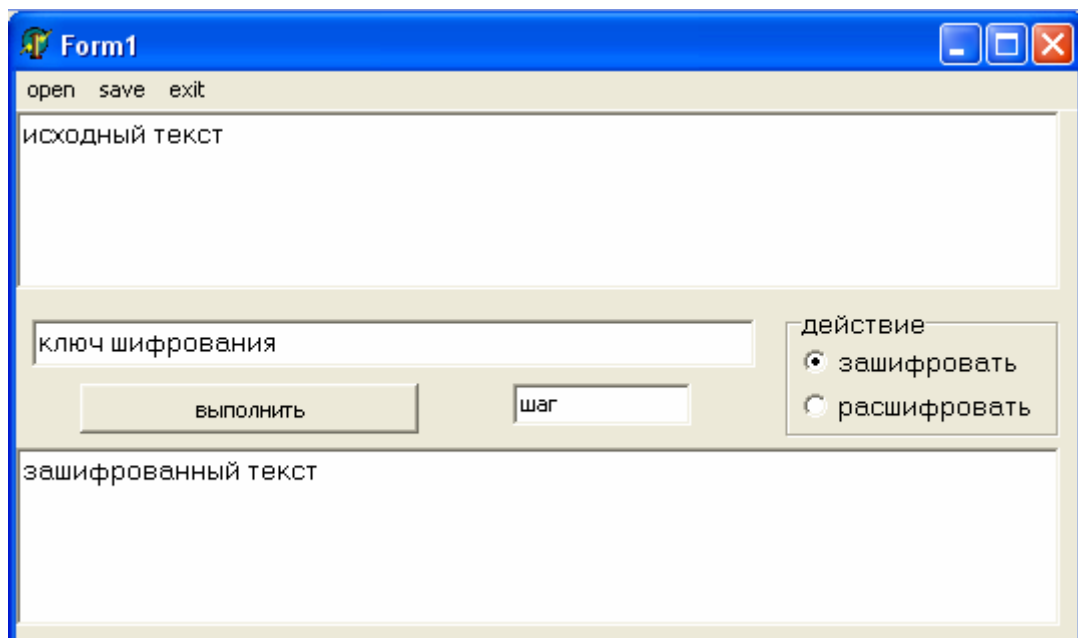 Form1
open save exit
исходный текст
ключ шифрования
действие
зашифровать
выполнить
шаг
расшифровать
зашифрованный текст